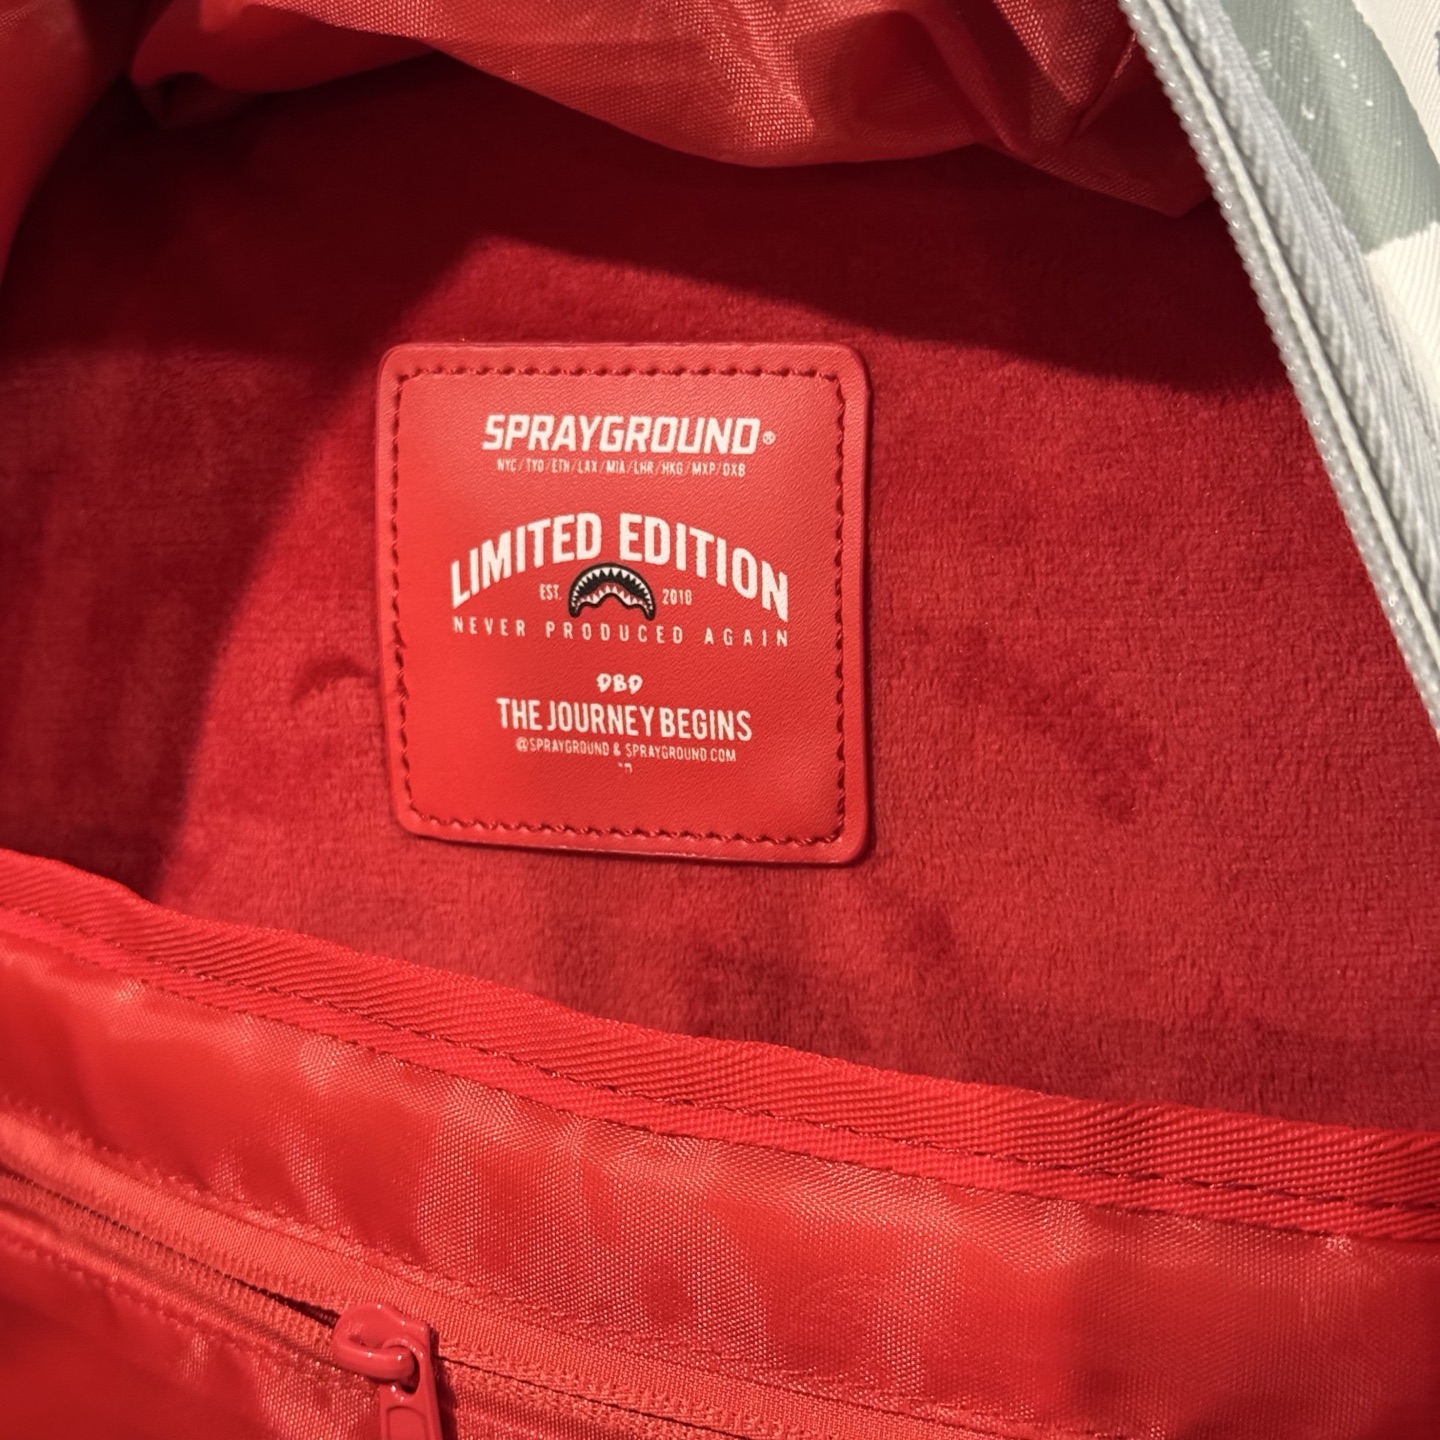 SPRAYGROUND®
NYC/TYO/ETH/LAX/MIA/LHR/HKG/MXP/DXB
LIMITED EDITION
EST. 2010
NEVER PRODUCED AGAIN
DBD
THE JOURNEY BEGINS
@SPRAYGROUND & SPRAYGROUND.COM